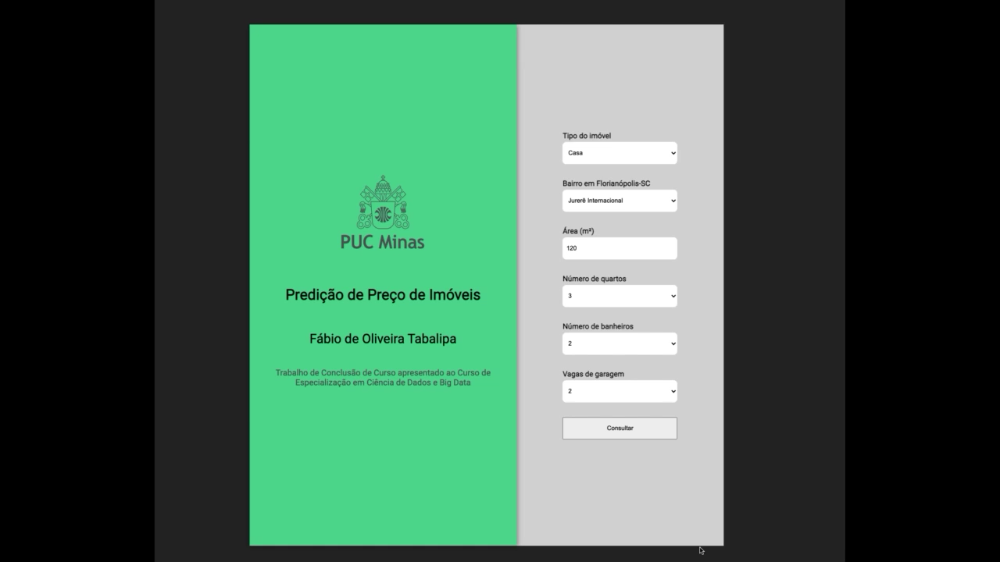 PUC Minas
Predição de Preço de Imóveis
Fábio de Oliveira Tabalipa
Trabalho de Conclusão de Curso apresentado ao Curso de
Especialização em Ciência de Dados e Big Data
Tipo do imóvel
Casa
Bairro em Florianópolis-SC
Jurerê Internacional
Área (m²)
120
Número de quartos
3
Número de banheiros
2
Vagas de garagem
2
Consultar